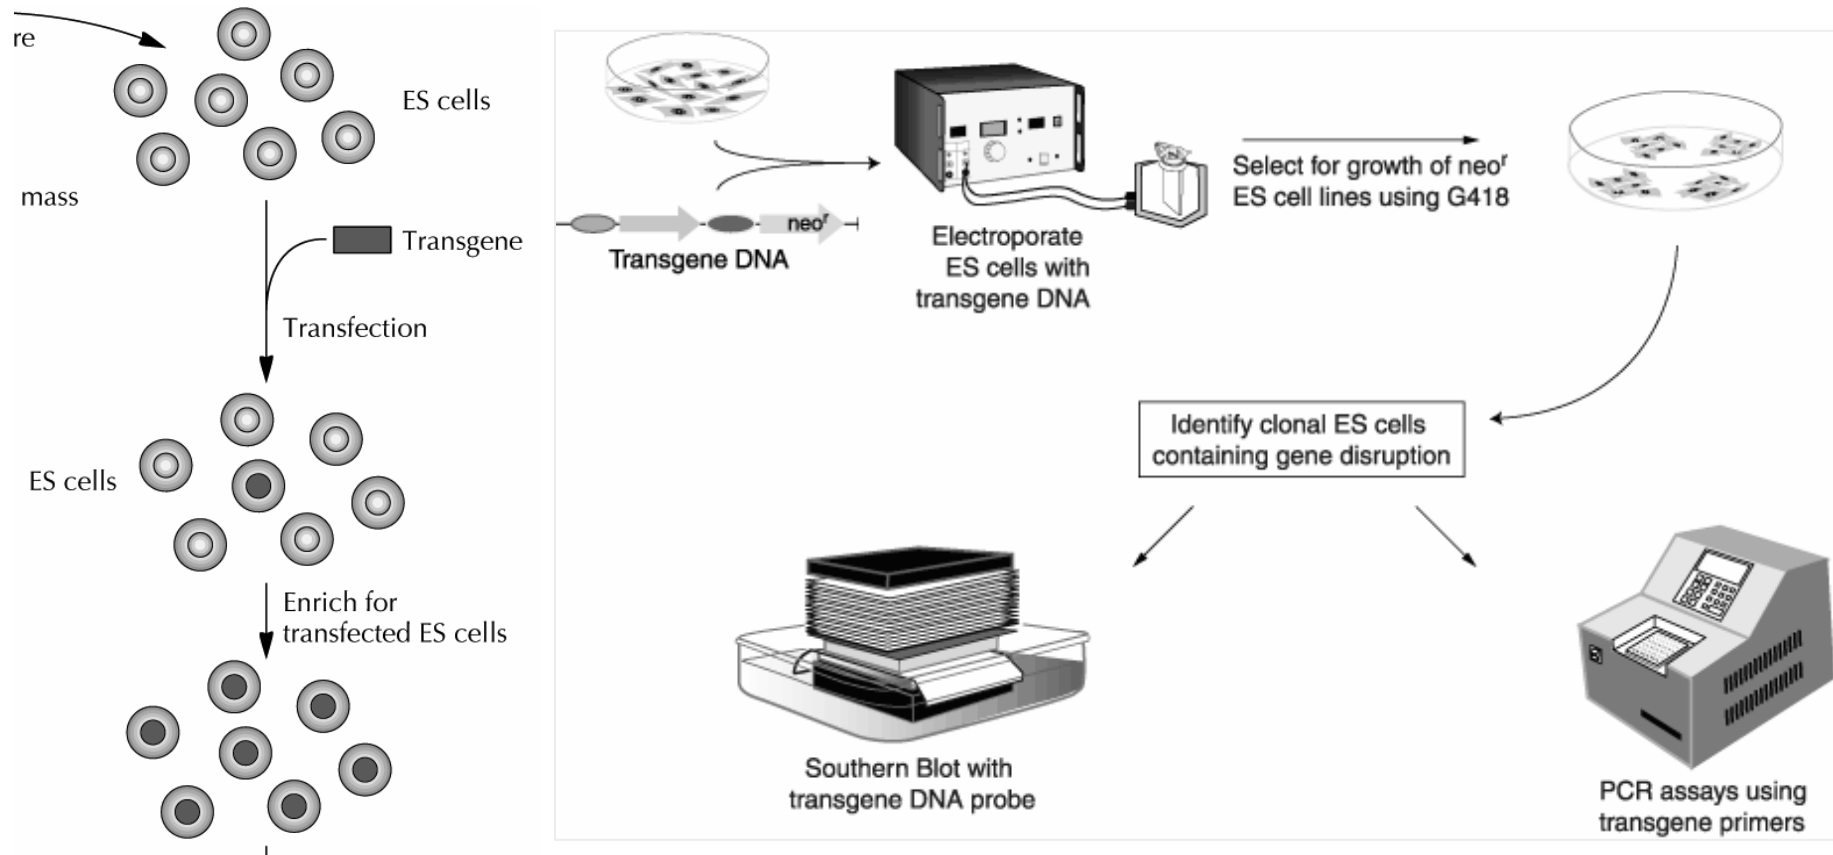 re
ES cells
mass
Transgene
Transfection
ES cells
Enrich for
transfected ES cells
neoʳ
Transgene DNA
Electroporate
ES cells with
transgene DNA
Select for growth of neoʳ
ES cell lines using G418
Identify clonal ES cells
containing gene disruption
Southern Blot with
transgene DNA probe
PCR assays using
transgene primers